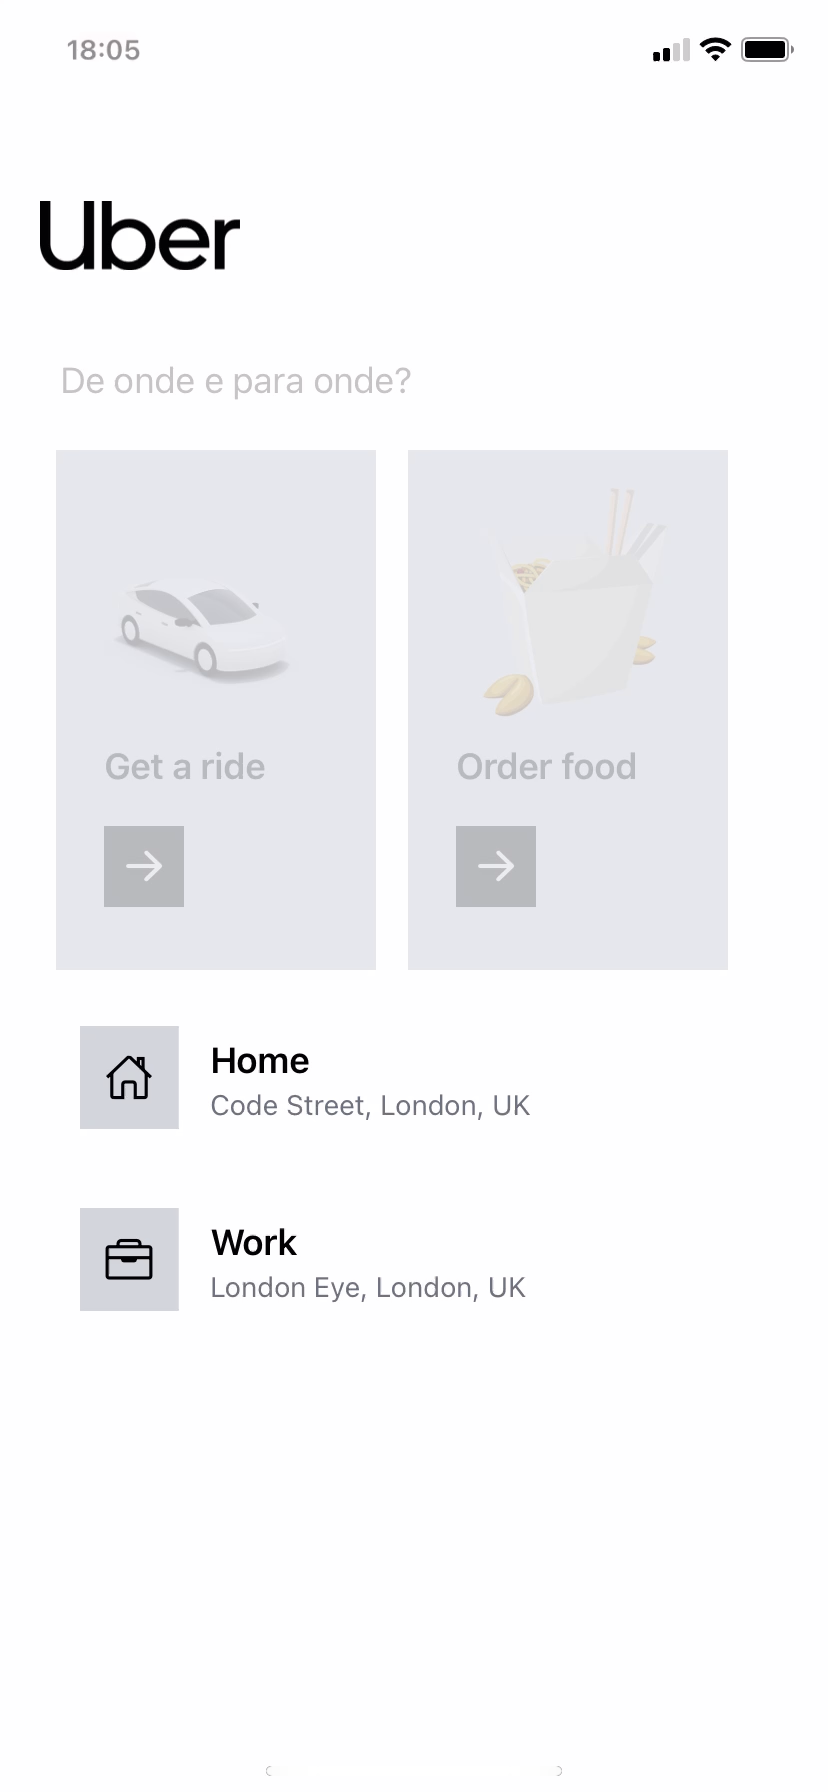 18:05
Uber
De onde e para onde?
Get a ride
Order food
Home
Code Street, London, UK
Work
London Eye, London, UK